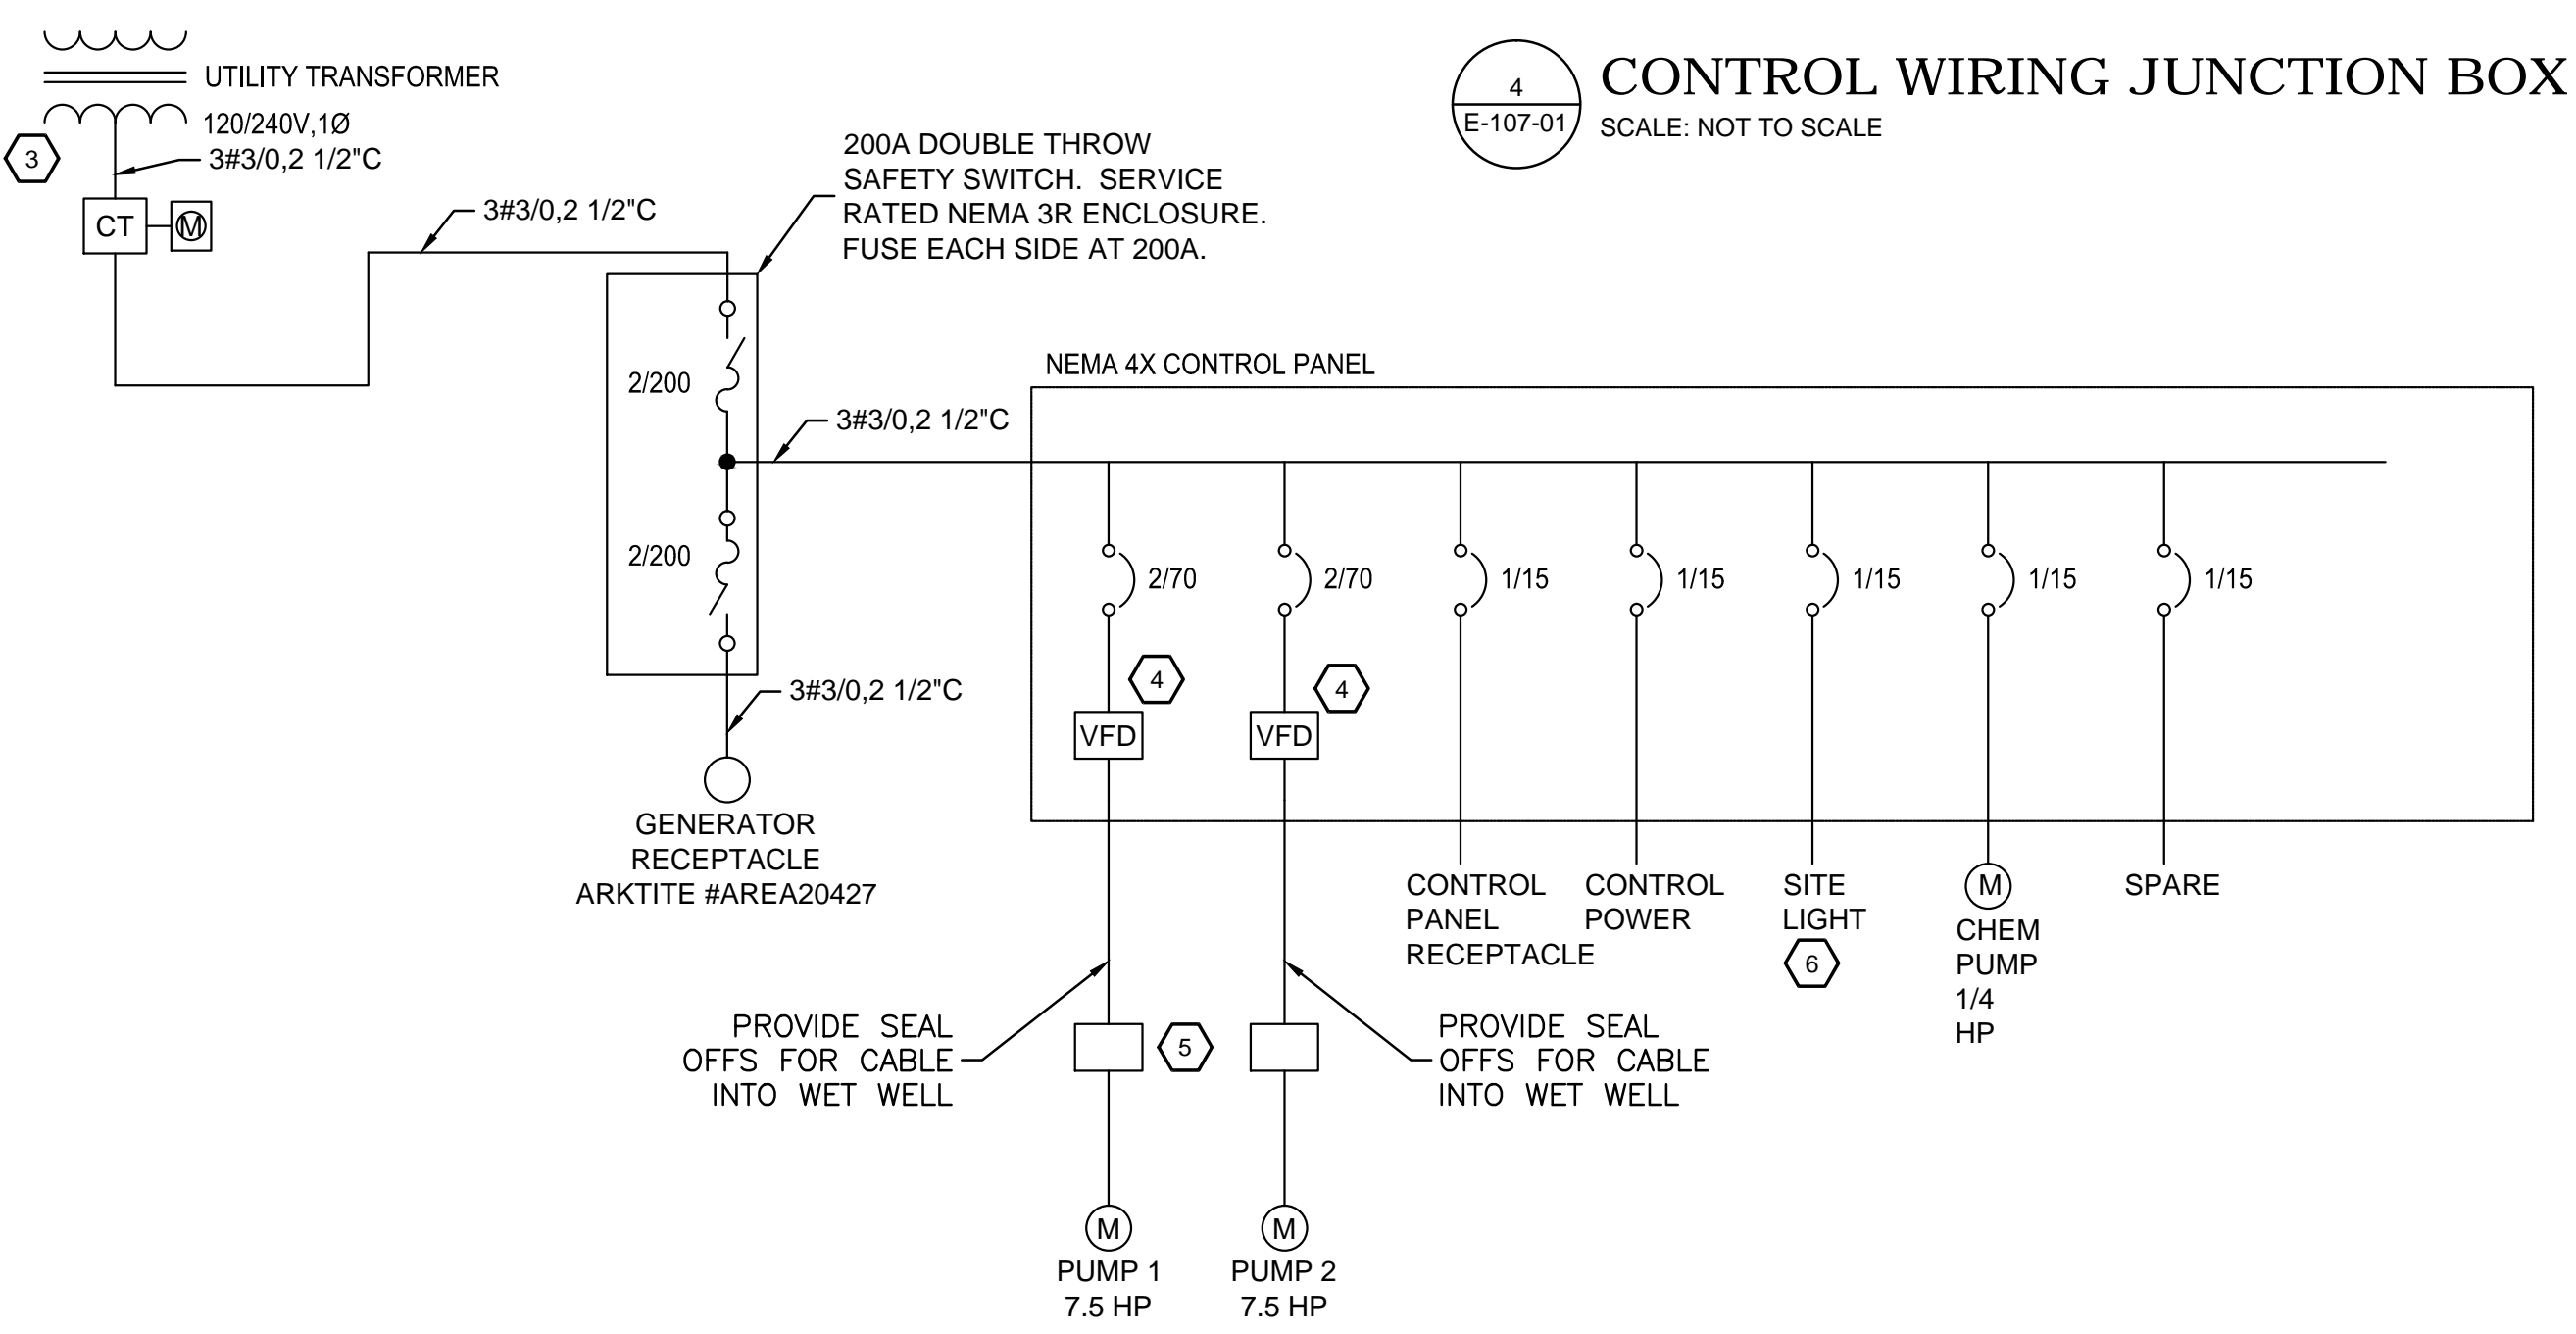 UTILITY TRANSFORMER
120/240V,1Ø
3#3/0,2 1/2"C
3
CT
M
3#3/0,2 1/2"C
200A DOUBLE THROW
SAFETY SWITCH.  SERVICE
RATED NEMA 3R ENCLOSURE.
FUSE EACH SIDE AT 200A.
4
E-107-01
CONTROL WIRING JUNCTION BOX
SCALE: NOT TO SCALE
2/200
2/200
3#3/0,2 1/2"C
3#3/0,2 1/2"C
GENERATOR
RECEPTACLE
ARKTITE #AREA20427
NEMA 4X CONTROL PANEL
2/70
2/70
1/15
1/15
1/15
1/15
1/15
4
4
VFD
VFD
CONTROL
PANEL
RECEPTACLE
CONTROL
POWER
SITE
LIGHT
6
M
CHEM
PUMP
1/4
HP
SPARE
PROVIDE SEAL
OFFS FOR CABLE
INTO WET WELL
5
PROVIDE SEAL
OFFS FOR CABLE
INTO WET WELL
M
PUMP 1
7.5 HP
M
PUMP 2
7.5 HP